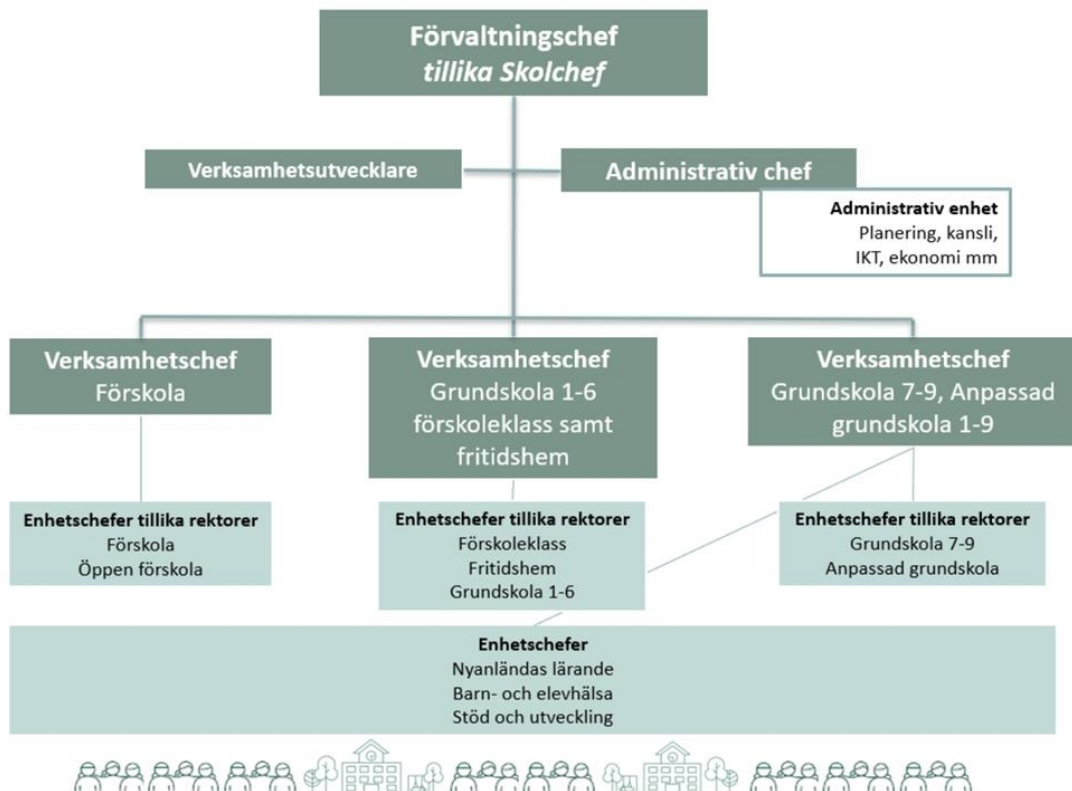 Förvaltningschef
tillika Skolchef
Verksamhetsutvecklare
Administrativ chef
Administrativ enhet
Planering, kansli,
IKT, ekonomi mm
Verksamhetschef
Förskola
Verksamhetschef
Grundskola 1-6
förskoleklass samt
fritidshem
Verksamhetschef
Grundskola 7-9, Anpassad
grundskola 1-9
Enhetschefer tillika rektorer
Förskola
Öppen förskola
Enhetschefer tillika rektorer
Förskoleklass
Fritidshem
Grundskola 1-6
Enhetschefer tillika rektorer
Grundskola 7-9
Anpassad grundskola
Enhetschefer
Nyanländas lärande
Barn- och elevhälsa
Stöd och utveckling